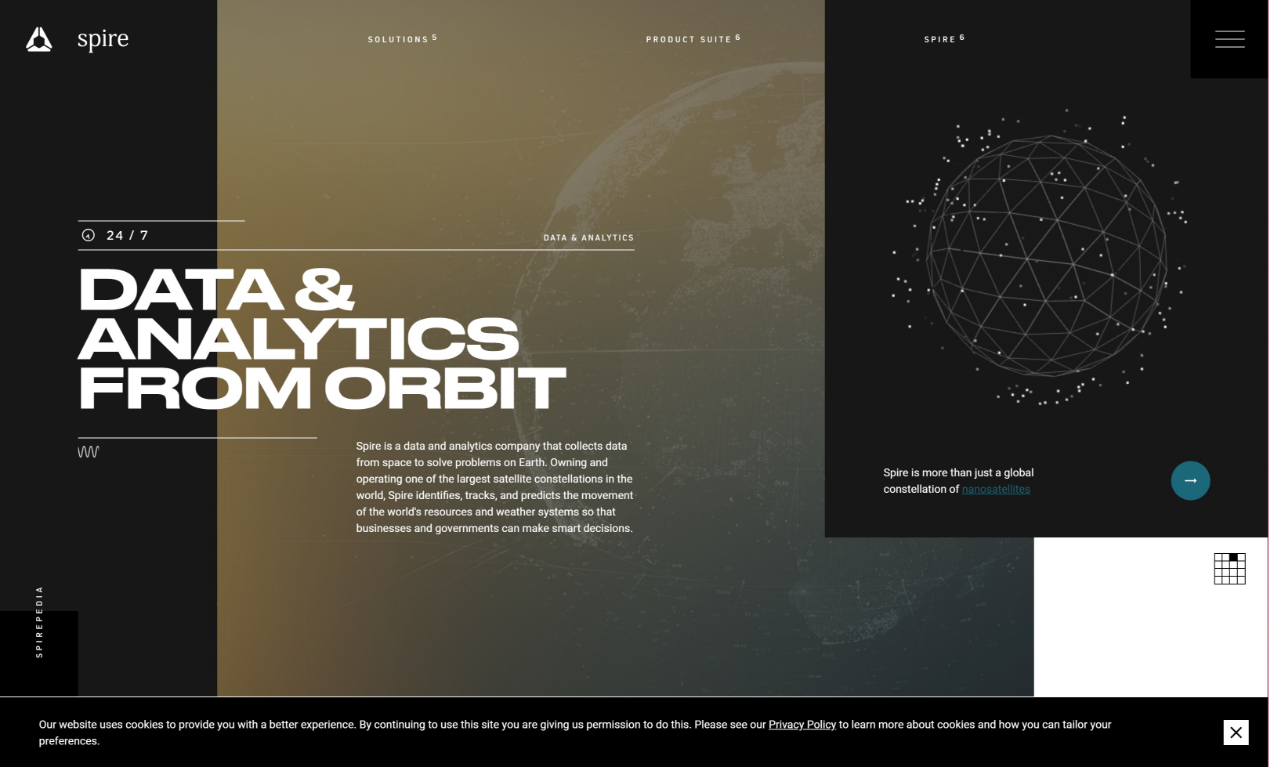 spire
SOLUTIONS 5
PRODUCT SUITE 6
SPIRE 6
24 / 7
DATA & ANALYTICS
DATA &
ANALYTICS
FROM ORBIT
Spire is a data and analytics company that collects data
from space to solve problems on Earth. Owning and
operating one of the largest satellite constellations in the
world, Spire identifies, tracks, and predicts the movement
of the world's resources and weather systems so that
businesses and governments can make smart decisions.
Spire is more than just a global
constellation of nanosatellites
SPIREPEDIA
Our website uses cookies to provide you with a better experience. By continuing to use this site you are giving us permission to do this. Please see our Privacy Policy to learn more about cookies and how you can tailor your
preferences.